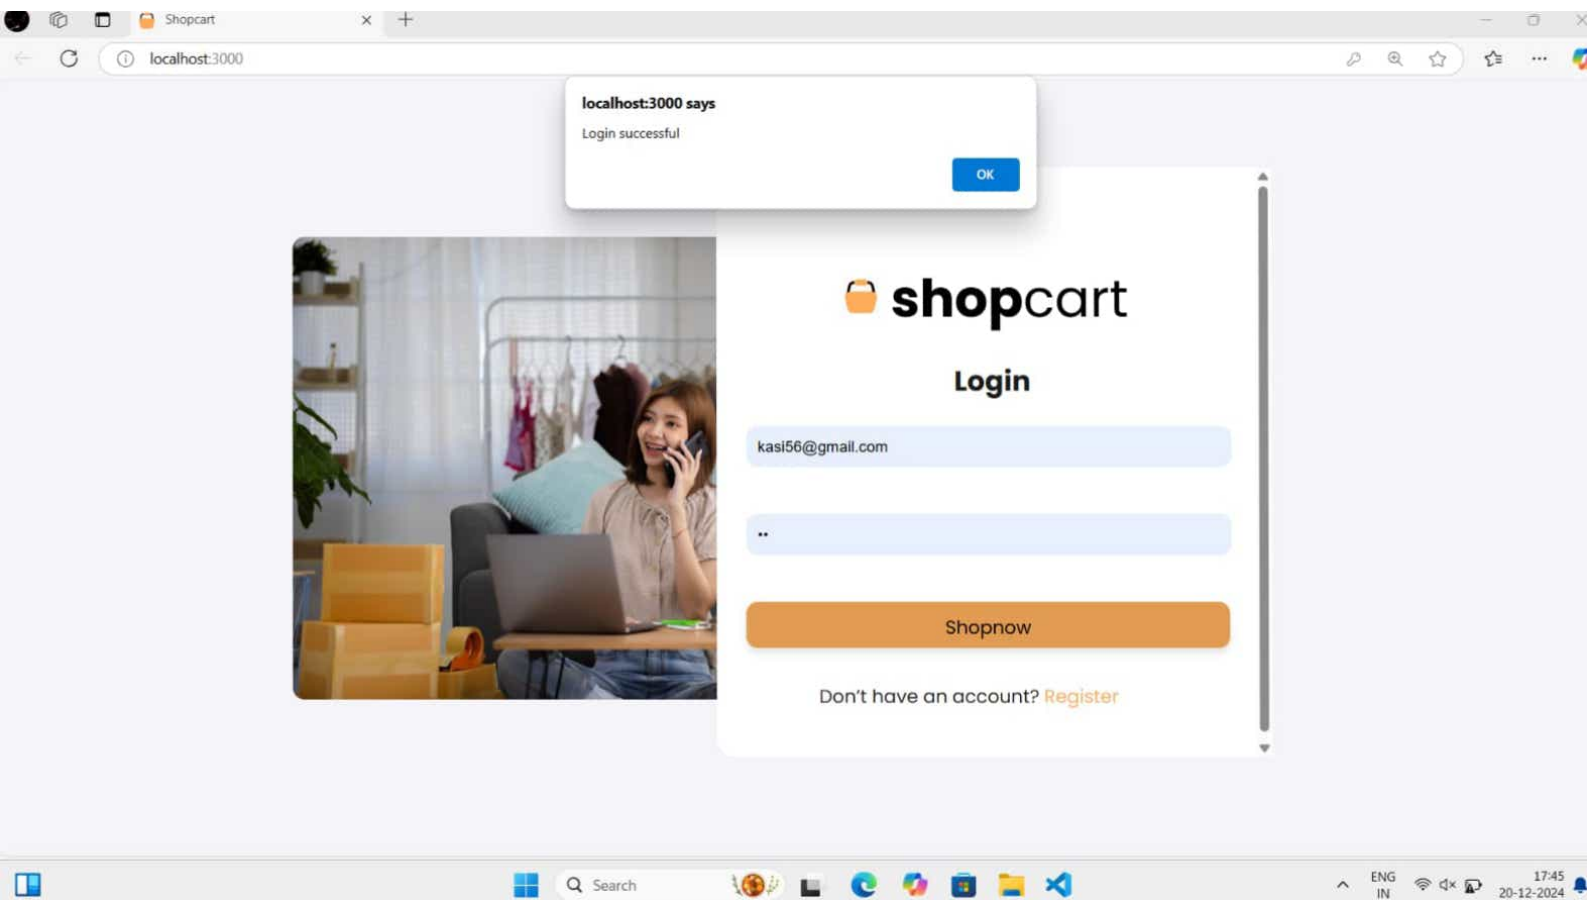 Shopcart
localhost:3000
localhost:3000 says
Login successful
OK
shopcart
Login
kasi56@gmail.com
••
Shopnow
Don't have an account? Register
Search
ENG
IN
17:45
20-12-2024